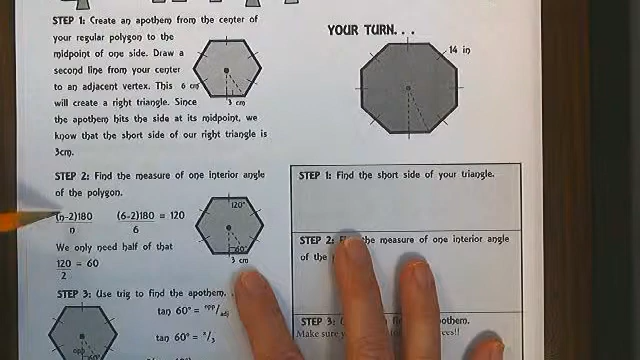 STEP 1: Create an apothem from the center of
your regular polygon to the
midpoint of one side. Draw a
second line from your center
to an adjacent vertex. This 6 cm
will create a right triangle. Since
3 cm
the apothem hits the side at its midpoint, we
know that the short side of our right triangle is
3cm.
YOUR TURN. . .
14 in
STEP 2: Find the measure of one interior angle
of the polygon.
(n-2)180 (6-2)180 = 120
n 6
We only need half of that
120 = 60
2
120°
60°
3 cm
STEP 3: Use trig to find the apothem.
tan 60° = opp/adj
tan 60° = x/3
opp
60°
STEP 1: Find the short side of your triangle.
STEP 2: the measure of one interior angle
of the
STEP 3:
Make sure